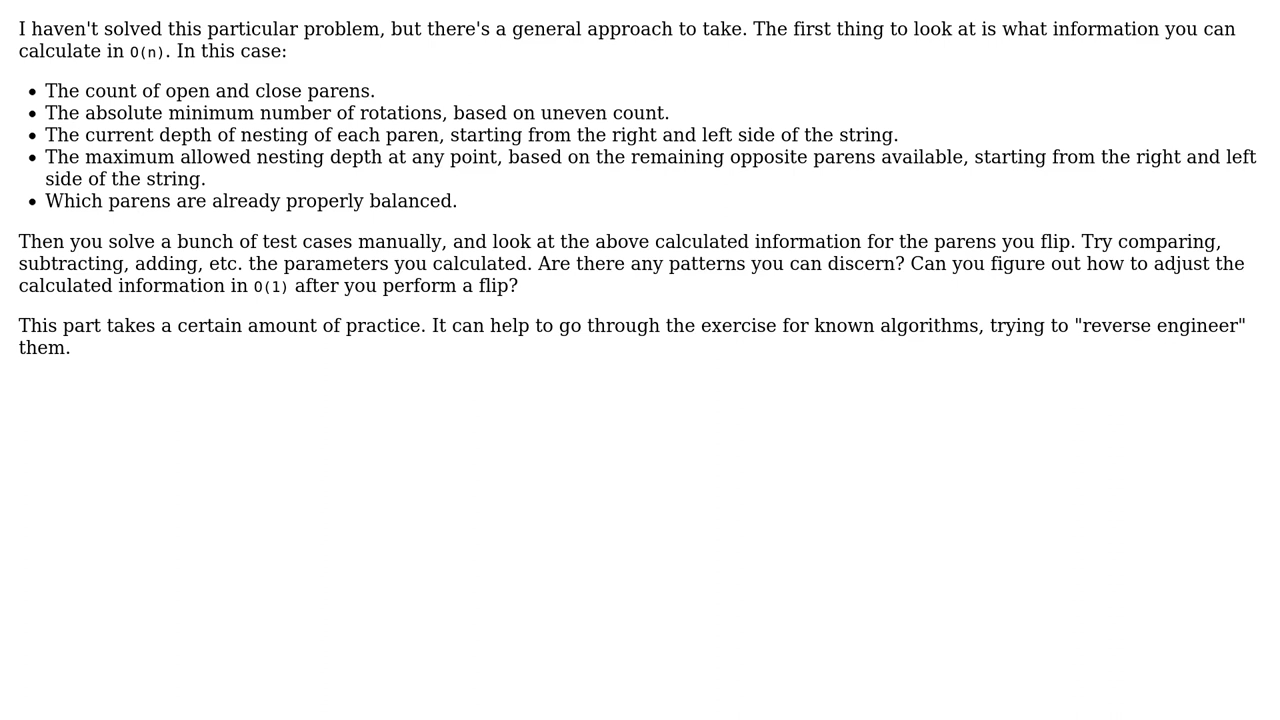 I haven't solved this particular problem, but there's a general approach to take. The first thing to look at is what information you can
calculate in O(n). In this case:
• The count of open and close parens.
• The absolute minimum number of rotations, based on uneven count.
• The current depth of nesting of each paren, starting from the right and left side of the string.
• The maximum allowed nesting depth at any point, based on the remaining opposite parens available, starting from the right and left
side of the string.
• Which parens are already properly balanced.
Then you solve a bunch of test cases manually, and look at the above calculated information for the parens you flip. Try comparing,
subtracting, adding, etc. the parameters you calculated. Are there any patterns you can discern? Can you figure out how to adjust the
calculated information in O(1) after you perform a flip?
This part takes a certain amount of practice. It can help to go through the exercise for known algorithms, trying to "reverse engineer"
them.